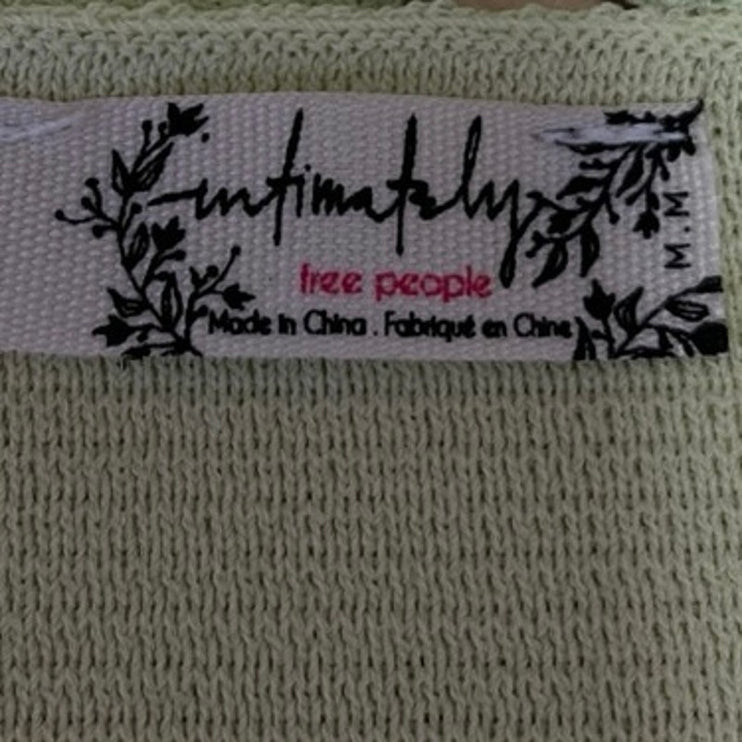 intimately
free people
Made in China . Fabriqué en Chine
M.M